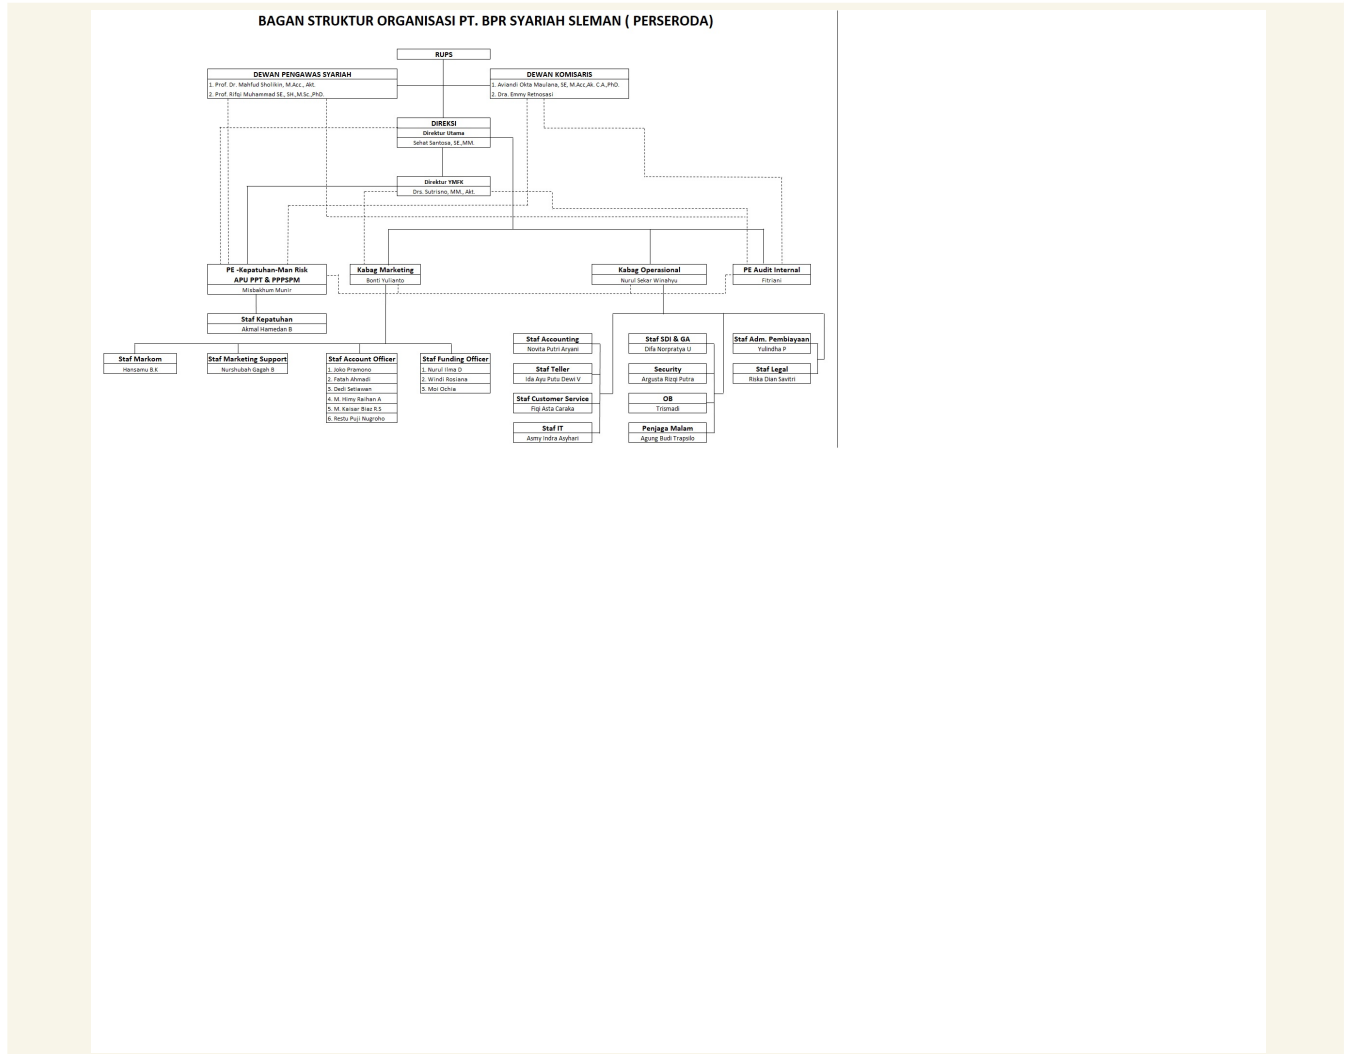 BAGAN STRUKTUR ORGANISASI PT. BPR SYARIAH SLEMAN ( PERSERODA)
RUPS
DEWAN PENGAWAS SYARIAH
1. Prof. Dr. Mahfud Sholikin, M.Acc., Akt.
2. Prof. Rifqi Muhammad SE., SH.,M.Sc.,PhD.
DEWAN KOMISARIS
1. Aviandi Okta Maulana, SE, M.Acc,Ak. C.A.,PhD.
2. Dra. Emmy Retnosasi
DIREKSI
Direktur Utama
Sehat Santosa, SE.,MM.
Direktur YMFK
Drs. Sutrisno, MM., Akt.
PE -Kepatuhan-Man Risk
APU PPT & PPPSPM
Misbakhum Munir
Kabag Marketing
Bonti Yulianto
Kabag Operasional
Nurul Sekar Winahyu
PE Audit Internal
Fitriani
Staf Kepatuhan
Akmal Hamedan B
Staf Markom
Hansamu B.K
Staf Marketing Support
Nurshubah Gagah B
Staf Account Officer
1. Joko Pramono
2. Fatah Ahmadi
3. Dedi Setiawan
4. M. Himy Raihan A
5. M. Kaisar Biaz R.S
6. Restu Puji Nugroho
Staf Funding Officer
1. Nurul Ilma D
2. Windi Rosiana
3. Moi Ochia
Staf Accounting
Novita Putri Aryani
Staf Teller
Ida Ayu Putu Dewi V
Staf Customer Service
Fiqi Asta Caraka
Staf IT
Asmy Indra Asyhari
Staf SDI & GA
Difa Norpratya U
Security
Argusta Rizqi Putra
OB
Trismadi
Penjaga Malam
Agung Budi Trapsilo
Staf Adm. Pembiayaan
Yulindha P
Staf Legal
Riska Dian Savitri